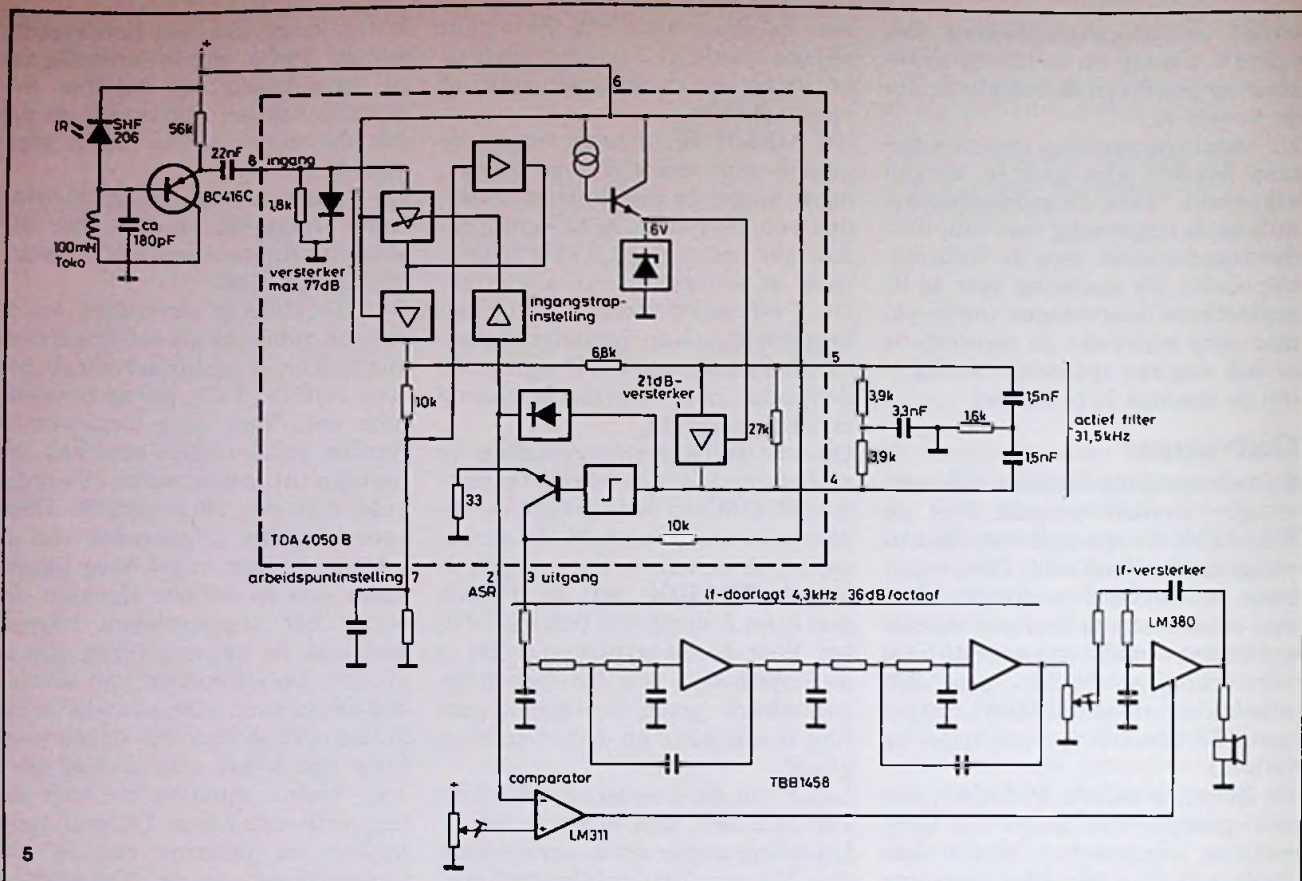 +
6
IR
SHF
206
56k
22nF
8 ingang
BC416C
1,8k
ca
180pF
100mH
Toko
versterker
max 77dB
6V
ingangstrap-
instelling
6,8k
5
10k
21dB-
versterker
27k
3,9k
3,3nF
1,6k
1,5nF
actief filter
31,5kHz
3,9k
1,5nF
33
4
10k
TDA4050 B
arbeidspuntinstelling 7
2
3 uitgang
ASR
lf-doorlaat 4,3kHz 36dB/octaaf
lf-versterker
LM380
TBB1458
comparator
+
-
+
LM311
5